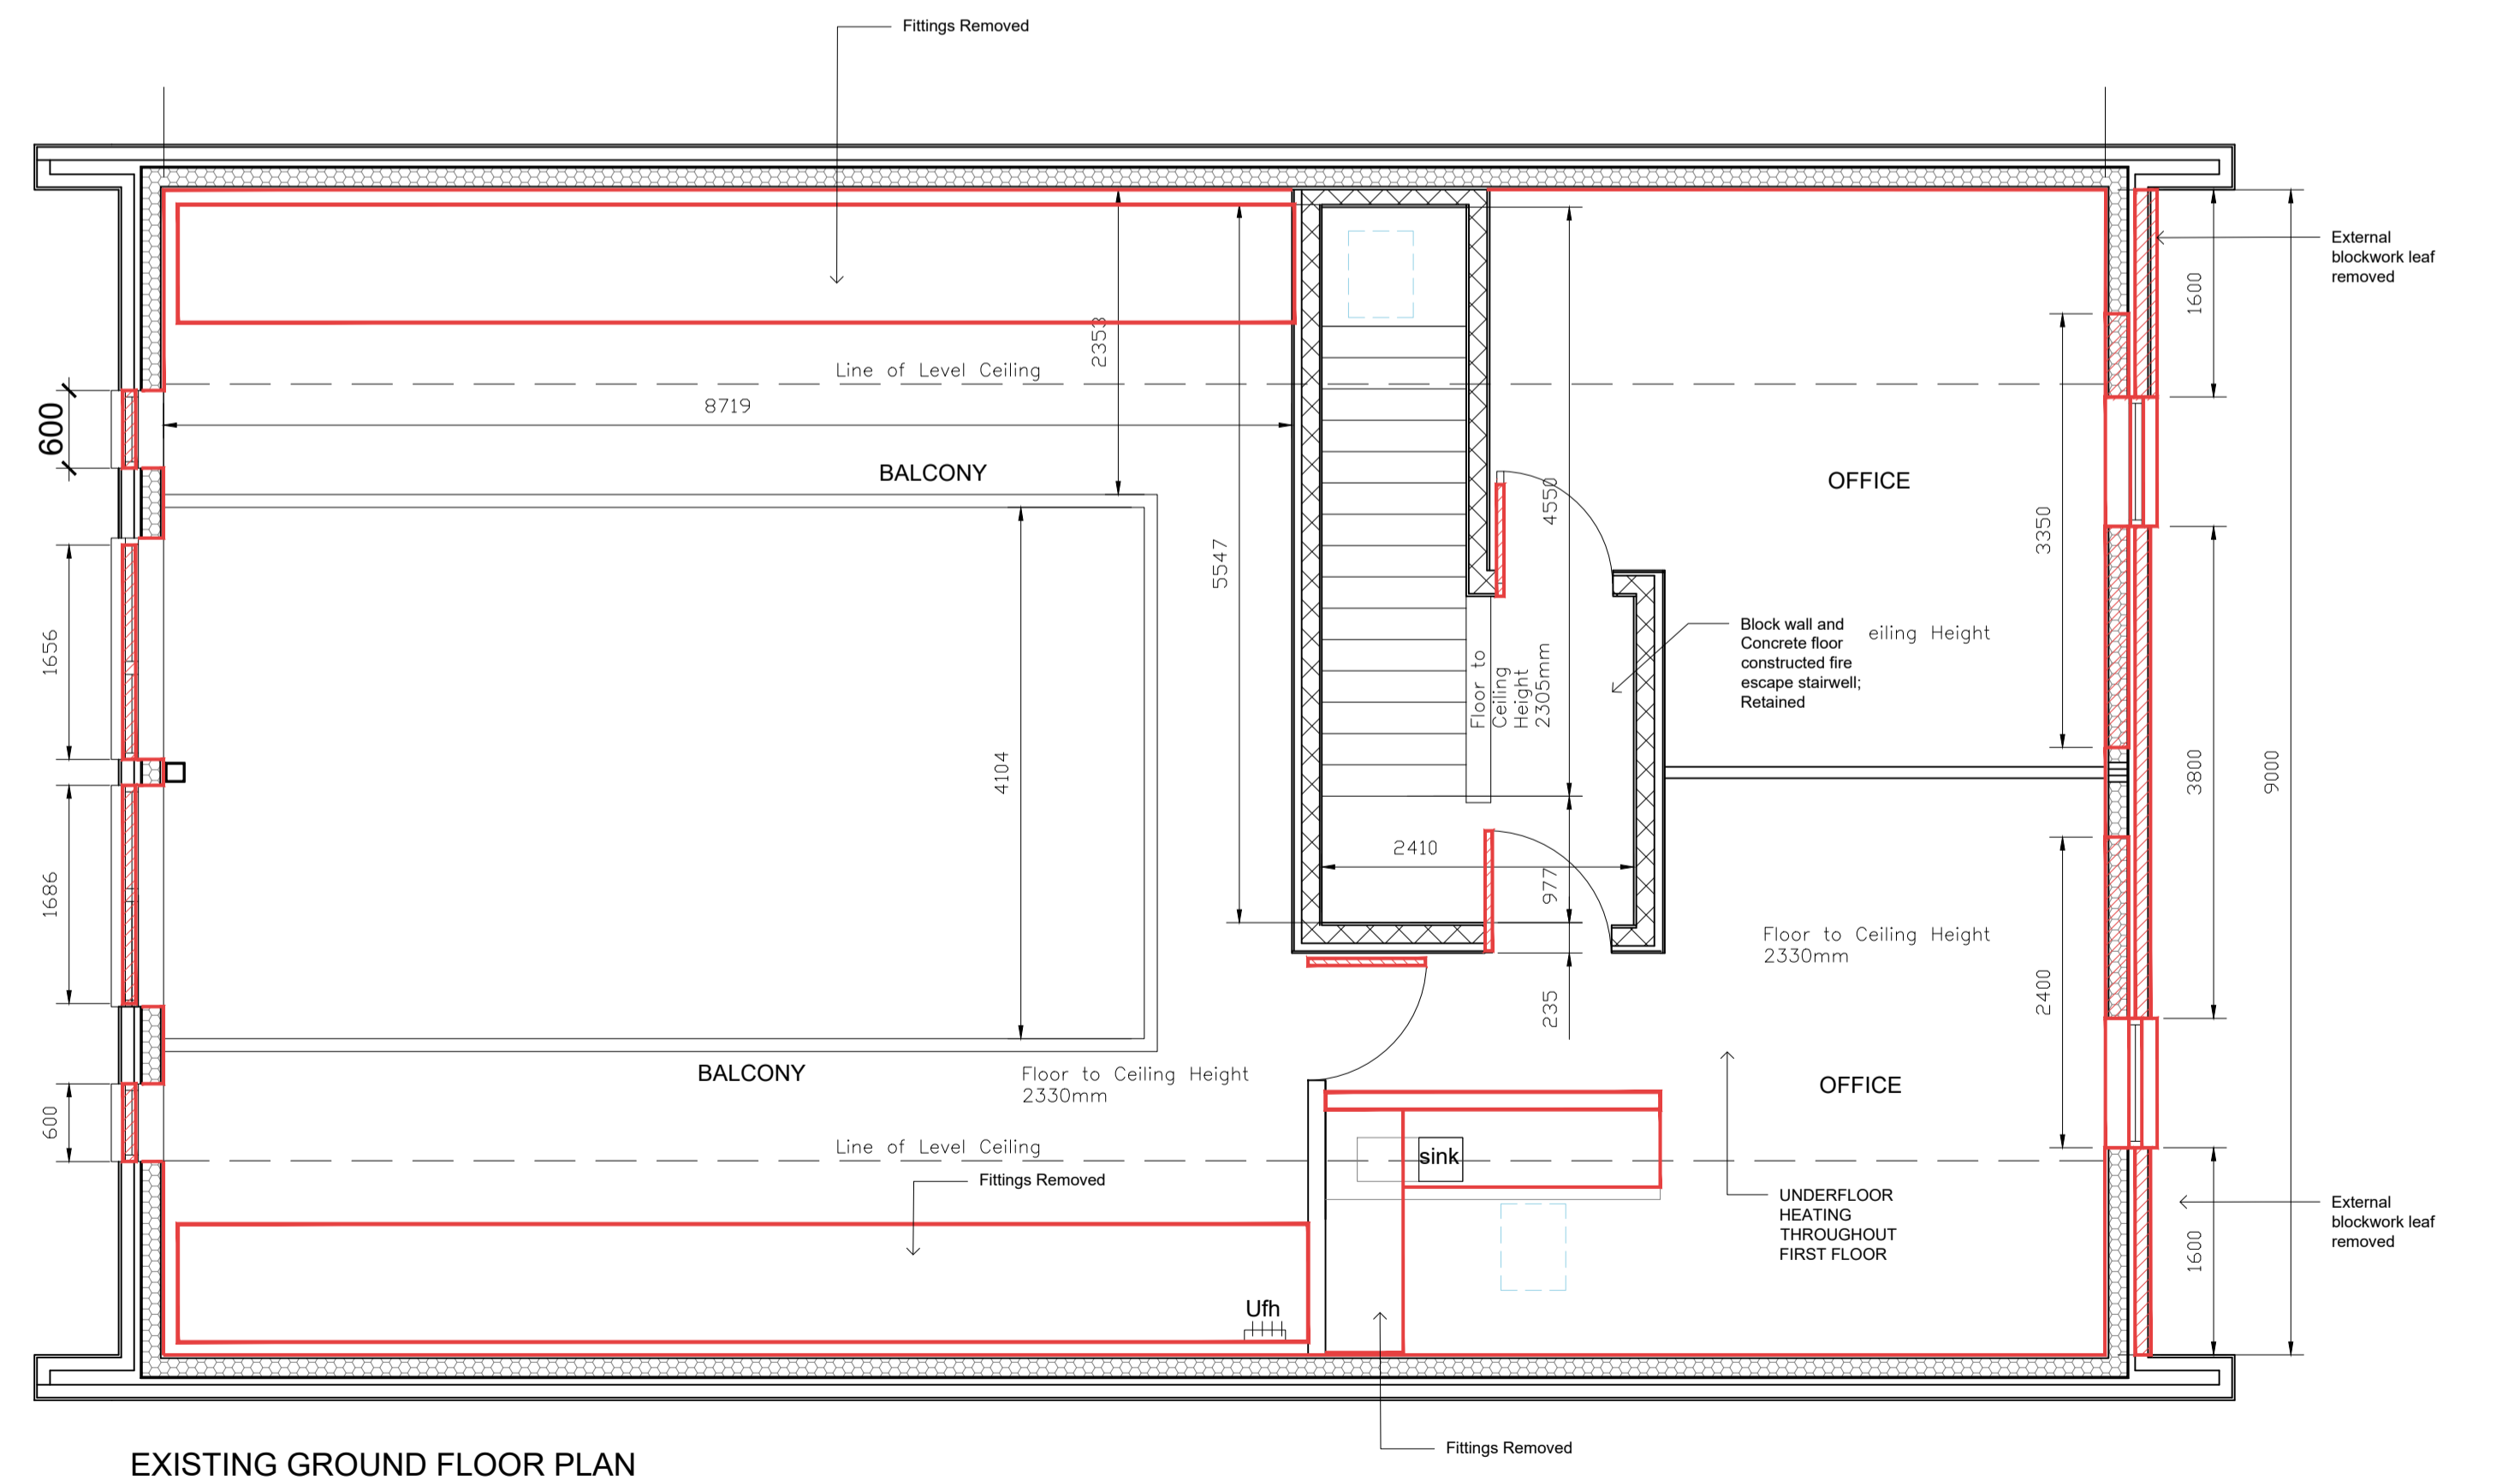 Fittings Removed
External
blockwork leaf
removed
1600
2353
Line of Level Ceiling
8719
600
BALCONY
OFFICE
4550
3350
5547
1656
Block wall and
Concrete floor
constructed fire
escape stairwell;
Retained
eiling Height
Floor to
Ceiling
Height
2305mm
4104
3800
9000
2410
977
1686
Floor to Ceiling Height
2330mm
2400
235
BALCONY
Floor to Ceiling Height
2330mm
OFFICE
600
Line of Level Ceiling
sink
Fittings Removed
UNDERFLOOR
HEATING
THROUGHOUT
FIRST FLOOR
External
blockwork leaf
removed
1600
Ufh
Fittings Removed
EXISTING GROUND FLOOR PLAN